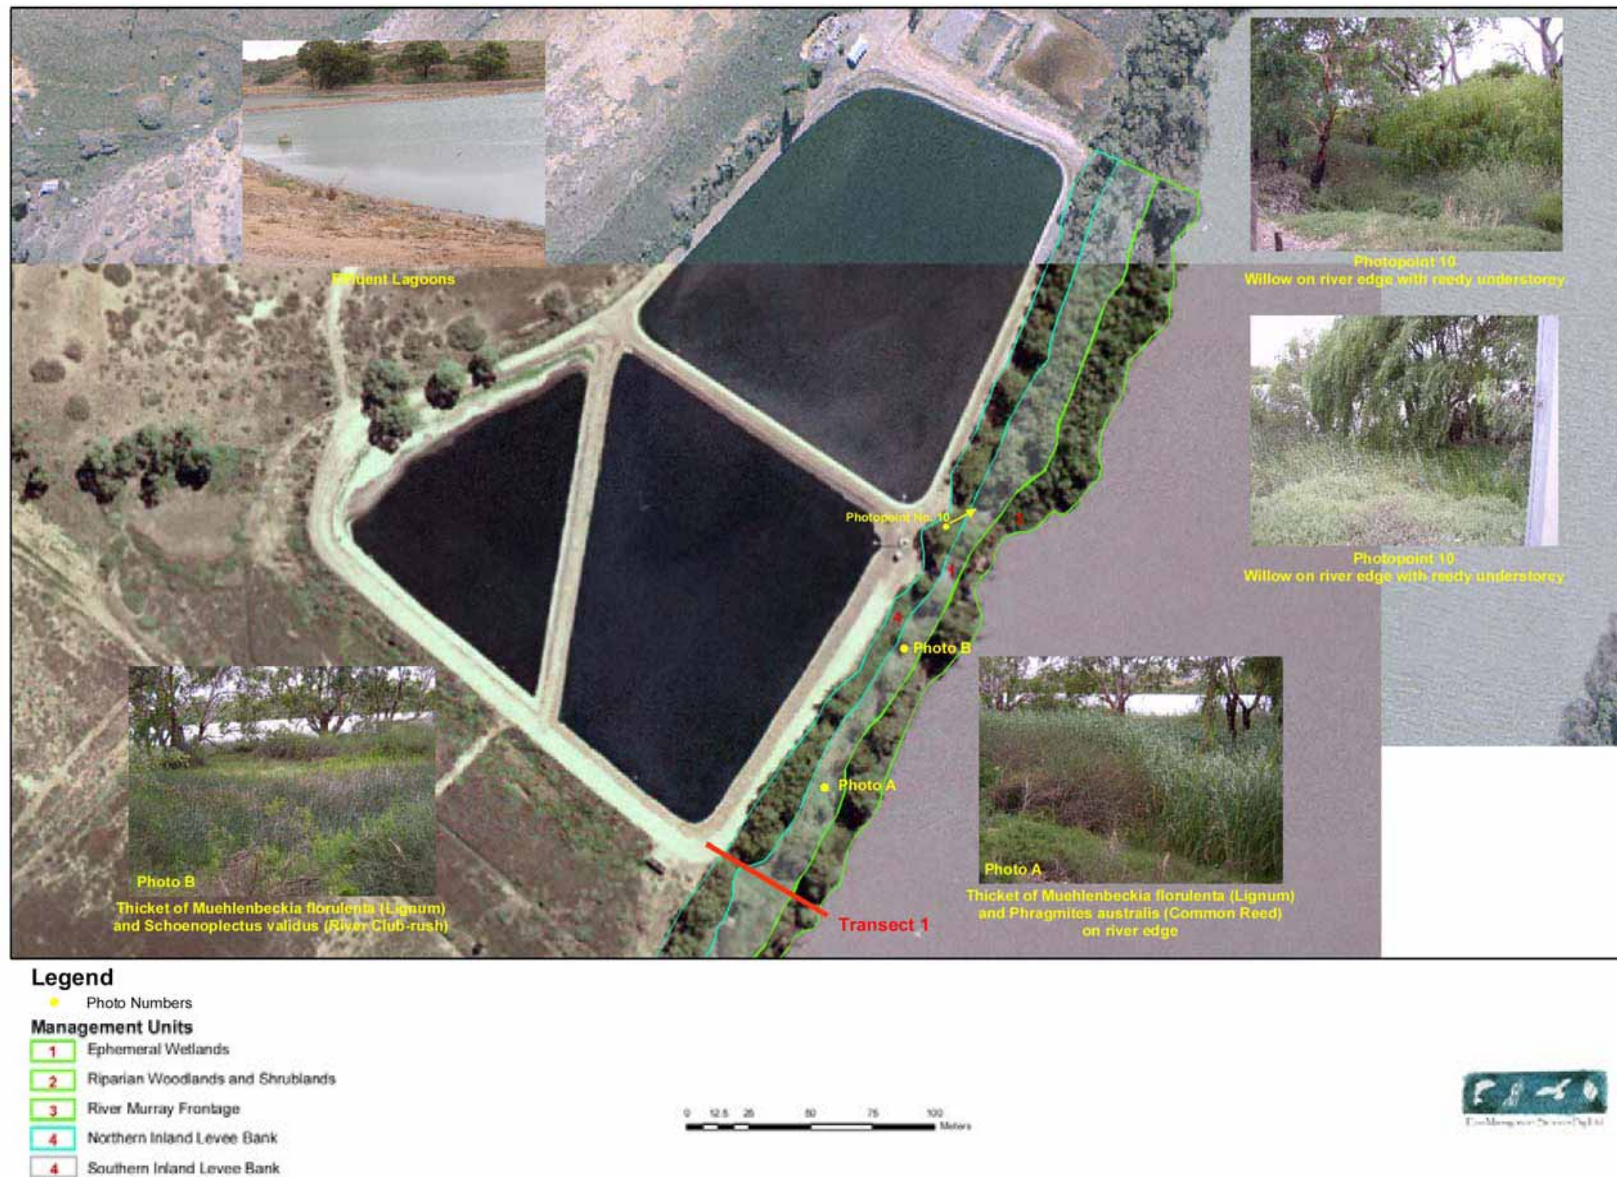 Effluent Lagoons
Photopoint 10
Willow on river edge with reedy understorey
Photopoint 10
Willow on river edge with reedy understorey
Photopoint No. 10
3
1
Photo B
Photo A
Photo B
Thicket of Muehlenbeckia florulenta (Lignum)
and Schoenoplectus validus (River Club-rush)
Photo A
Thicket of Muehlenbeckia florulenta (Lignum)
and Phragmites australis (Common Reed)
on river edge
Transect 1
Legend
Photo Numbers
Management Units
1 Ephemeral Wetlands
2 Riparian Woodlands and Shrublands
3 River Murray Frontage
4 Northern Inland Levee Bank
4 Southern Inland Levee Bank
0 12.5 25 50 75 100
Meters